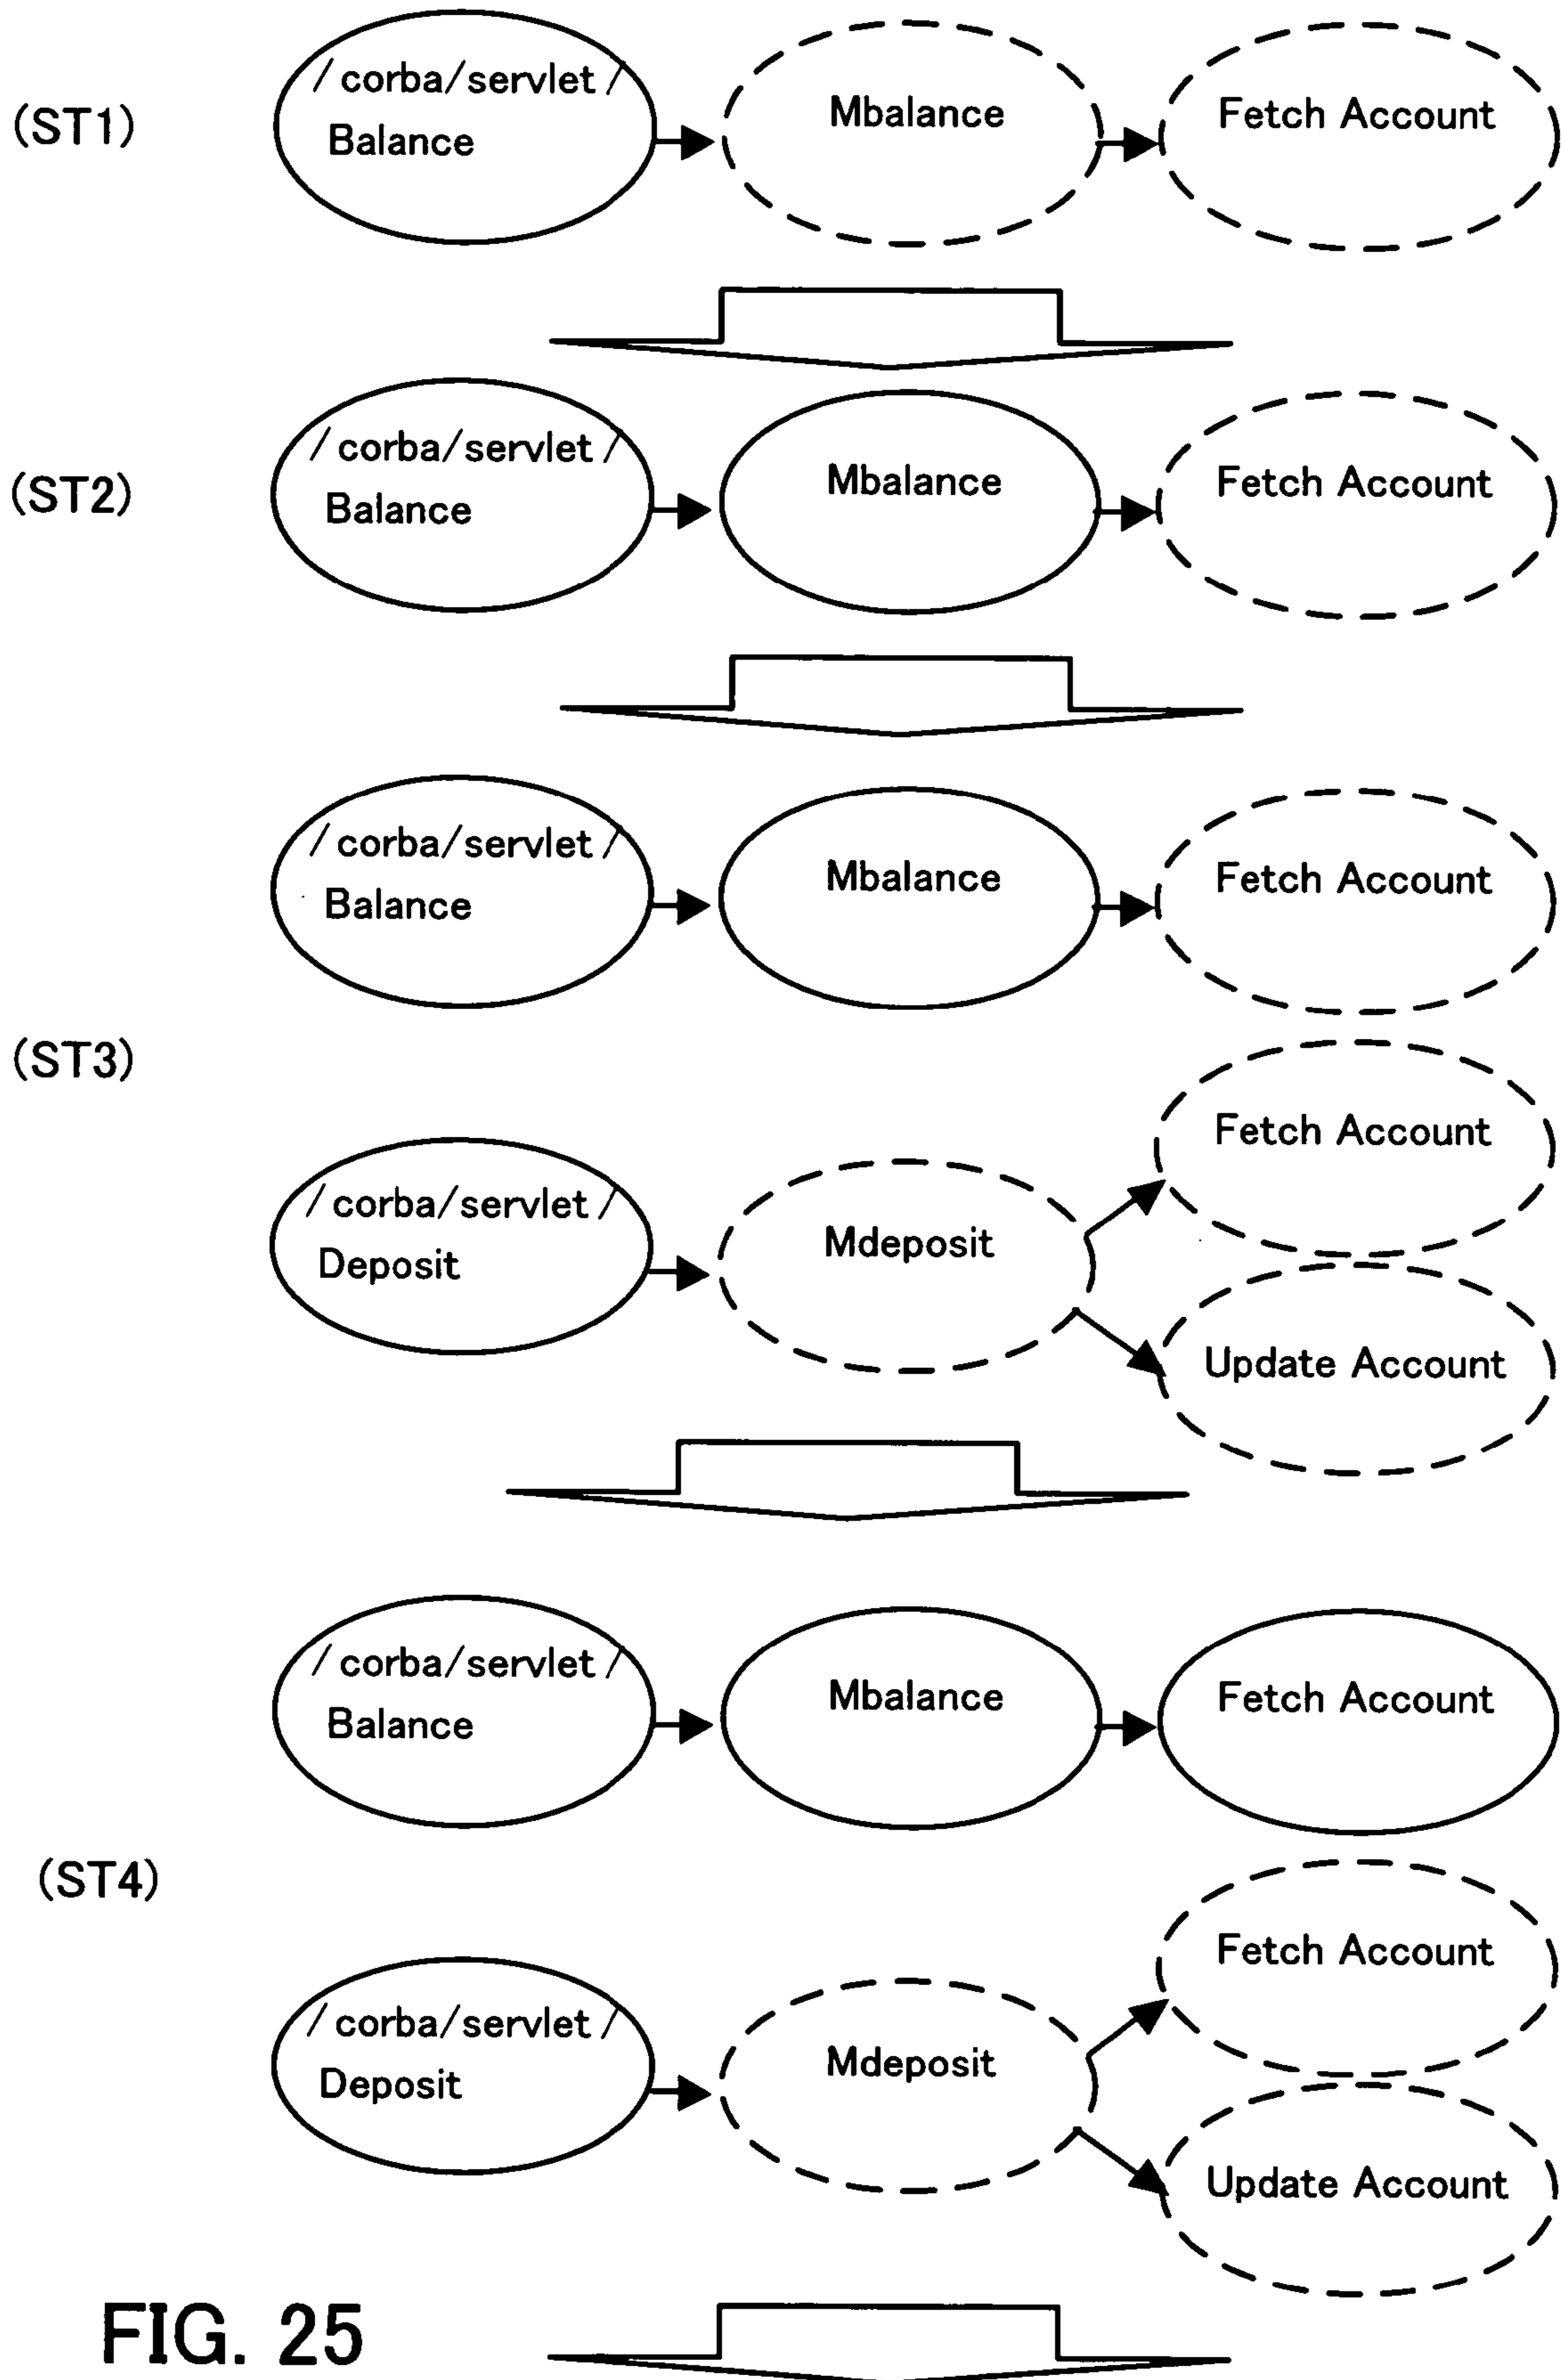 (ST1)
/corba/servlet/
Balance
Mbalance
Fetch Account
(ST2)
/corba/servlet/
Balance
Mbalance
Fetch Account
(ST3)
/corba/servlet/
Balance
Mbalance
Fetch Account
/corba/servlet/
Deposit
Mdeposit
Fetch Account
Update Account
(ST4)
/corba/servlet/
Balance
Mbalance
Fetch Account
/corba/servlet/
Deposit
Mdeposit
Fetch Account
Update Account
FIG. 25